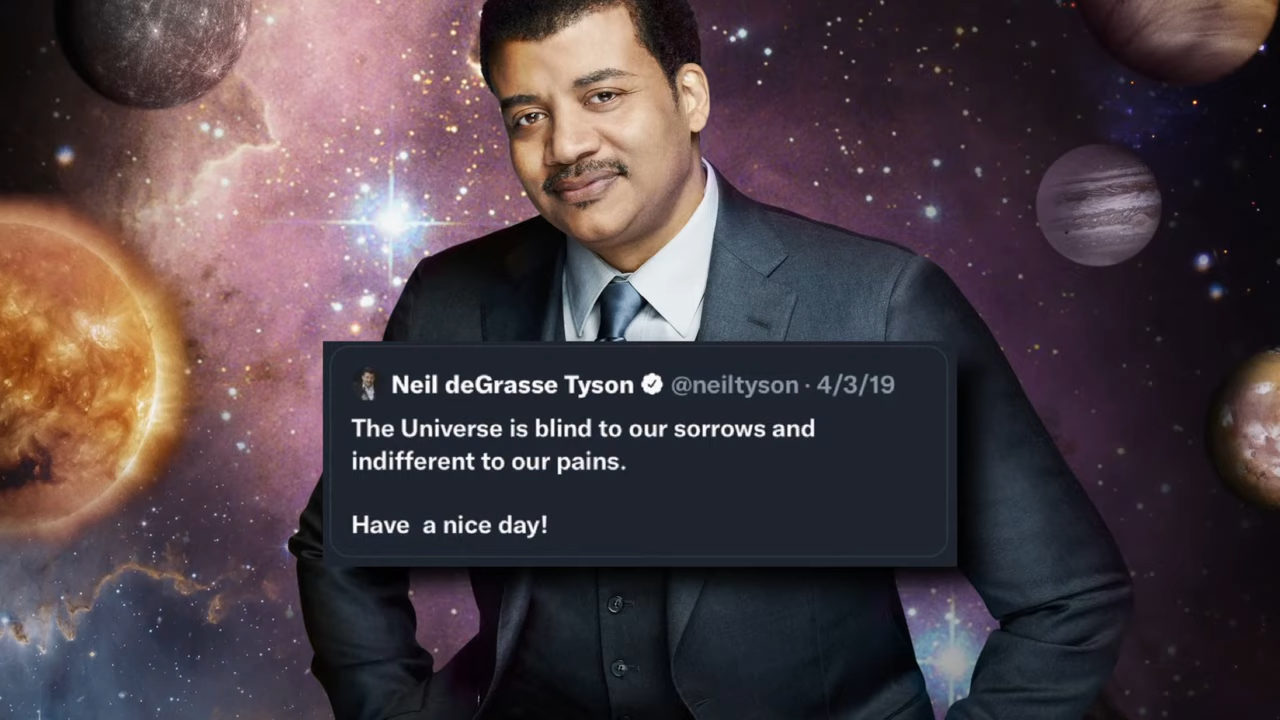 Neil deGrasse Tyson @neiltyson · 4/3/19
The Universe is blind to our sorrows and
indifferent to our pains.
Have  a nice day!